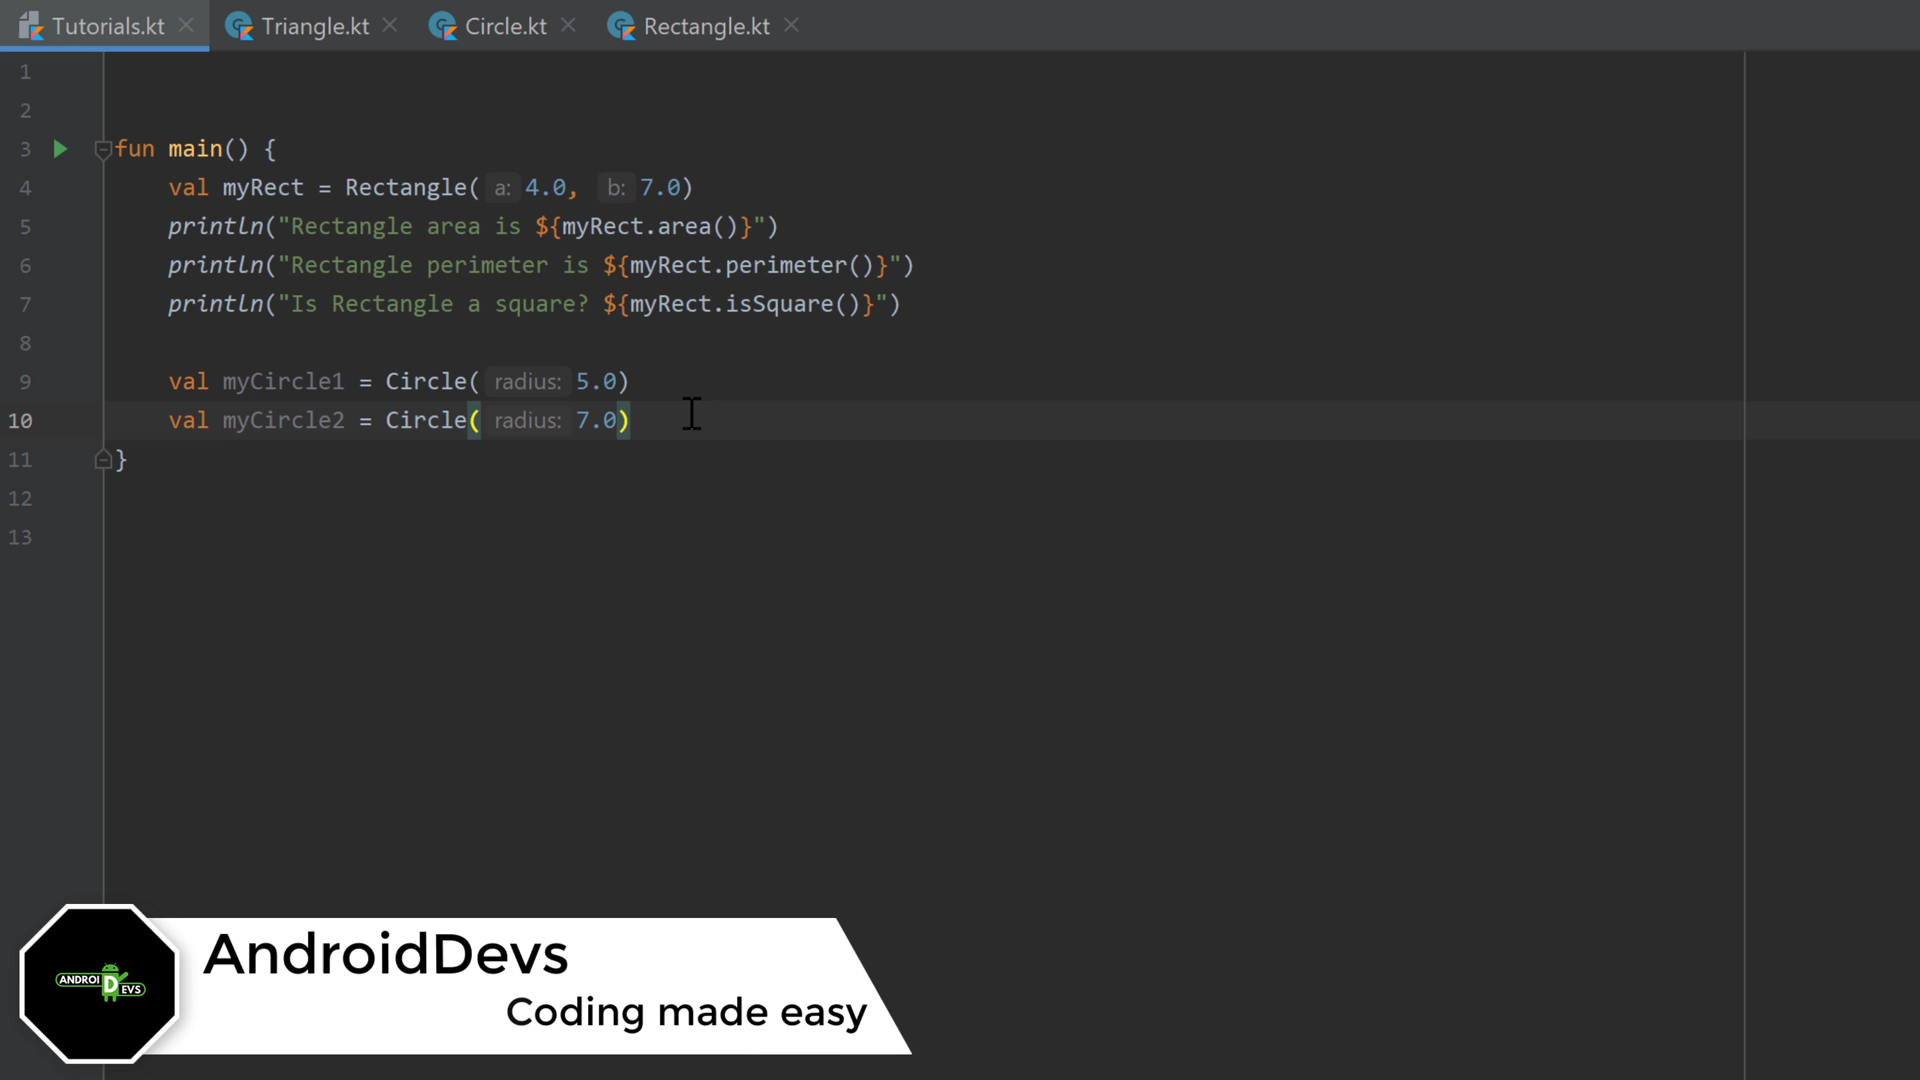 Tutorials.kt Triangle.kt Circle.kt Rectangle.kt
1
2
3 fun main() {
4 val myRect = Rectangle( a: 4.0, b: 7.0)
5 println("Rectangle area is ${myRect.area()}")
6 println("Rectangle perimeter is ${myRect.perimeter()}")
7 println("Is Rectangle a square? ${myRect.isSquare()}")
8
9 val myCircle1 = Circle( radius: 5.0)
10 val myCircle2 = Circle( radius: 7.0)
11 }
12
13
AndroidDevs
ANDROIDEVS
Coding made easy